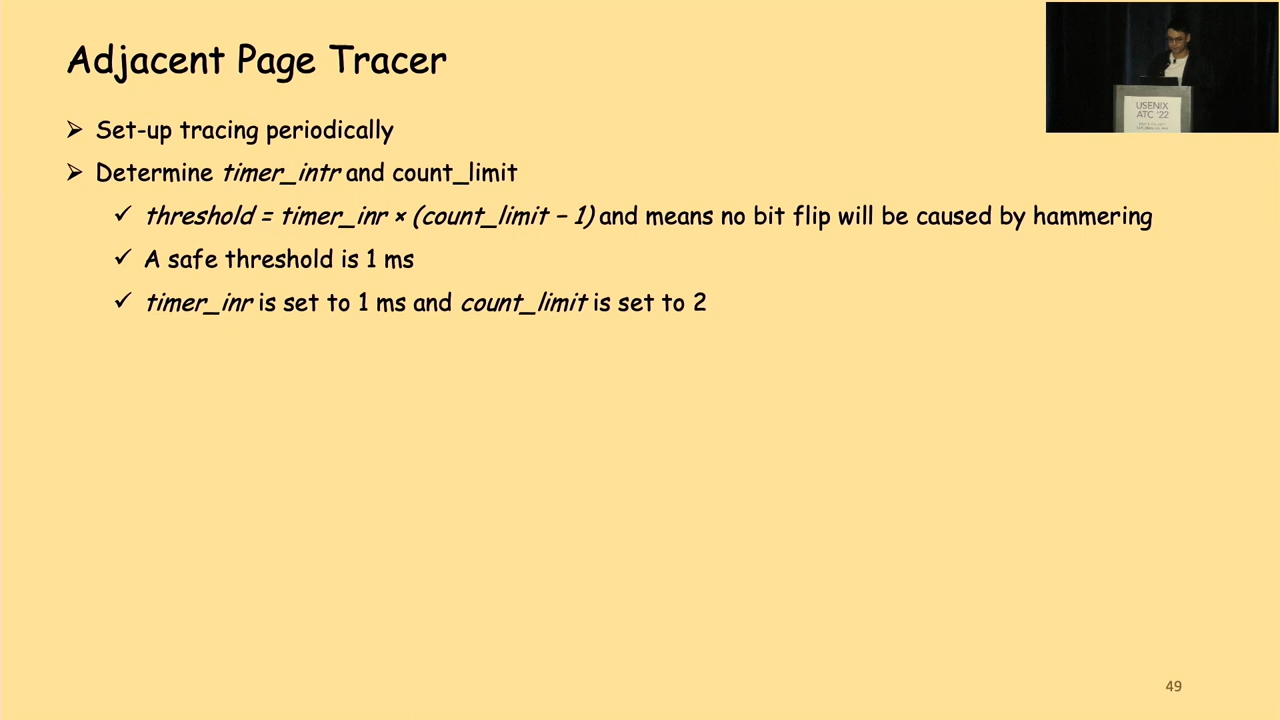 Adjacent Page Tracer
➢ Set-up tracing periodically
➢ Determine timer_intr and count_limit
✓ threshold = timer_inr × (count_limit – 1) and means no bit flip will be caused by hammering
✓ A safe threshold is 1 ms
✓ timer_inr is set to 1 ms and count_limit is set to 2
USENIX
ATC '22
49